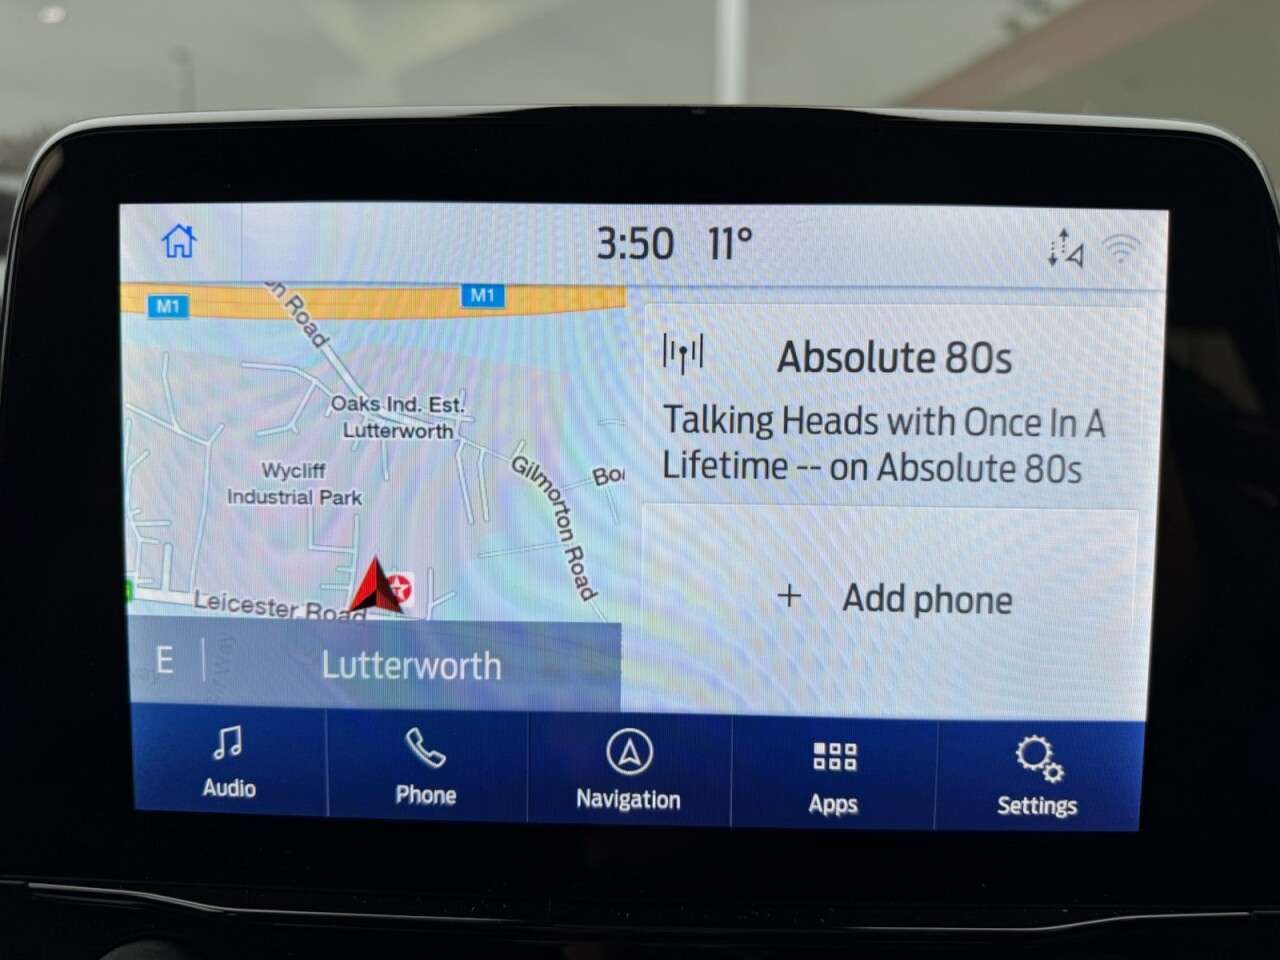 3:50 11°
M1
M1
on Road
Oaks Ind. Est.
Lutterworth
Wycliff
Industrial Park
Gilmorton Road
Leicester Road
E
Lutterworth
Absolute 80s
Talking Heads with Once In A
Lifetime -- on Absolute 80s
+ Add phone
Audio
Phone
Navigation
Apps
Settings